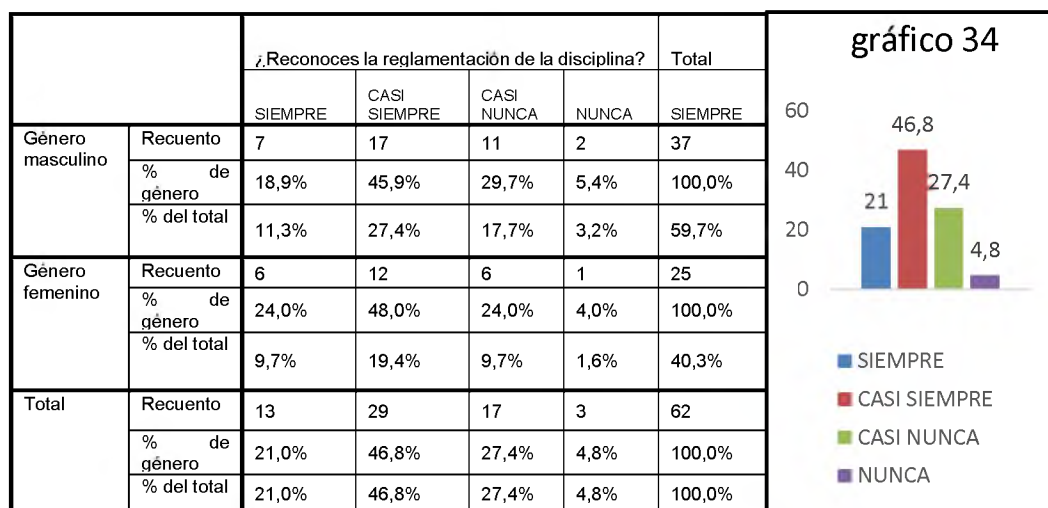 ¿Reconoces la reglamentación de la disciplina? Total
SIEMPRE CASI SIEMPRE CASI NUNCA NUNCA SIEMPRE
Género masculino Recuento 7 17 11 2 37
% de género 18,9% 45,9% 29,7% 5,4% 100,0%
% del total 11,3% 27,4% 17,7% 3,2% 59,7%
Género femenino Recuento 6 12 6 1 25
% de género 24,0% 48,0% 24,0% 4,0% 100,0%
% del total 9,7% 19,4% 9,7% 1,6% 40,3%
Total Recuento 13 29 17 3 62
% de género 21,0% 46,8% 27,4% 4,8% 100,0%
% del total 21,0% 46,8% 27,4% 4,8% 100,0%
gráfico 34
60
40
20
0
21
46,8
27,4
4,8
SIEMPRE
CASI SIEMPRE
CASI NUNCA
NUNCA